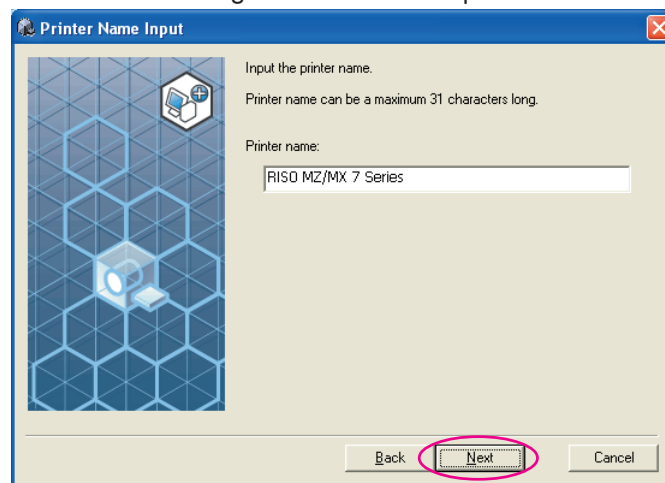 Printer Name Input
Input the printer name.
Printer name can be a maximum 31 characters long.
Printer name:
RISO MZ/MX 7 Series
Back Next Cancel